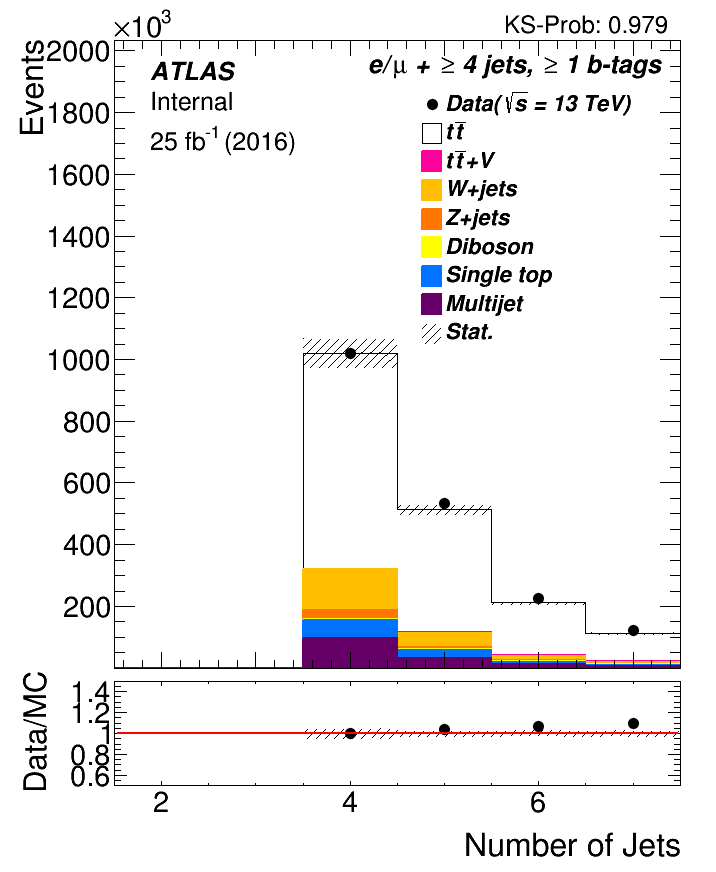 ×10³
KS-Prob: 0.979
Events
2000
1800
1600
1400
1200
1000
800
600
400
200
ATLAS
Internal
25 fb⁻¹ (2016)
e/μ + ≥ 4 jets, ≥ 1 b-tags
Data(√s = 13 TeV)
tt̅
tt̅+V
W+jets
Z+jets
Diboson
Single top
Multijet
Stat.
Data/MC
1.4
1.2
1
0.8
0.6
2 4 6
Number of Jets